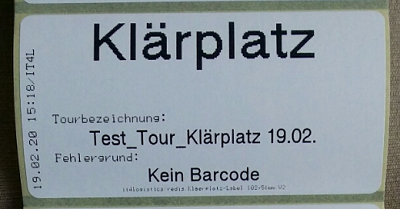 Klärplatz
19.02.20 15:18/IT4L
Tourbezeichnung:
Test_Tour_Klärplatz 19.02.
Fehlergrund:
Kein Barcode